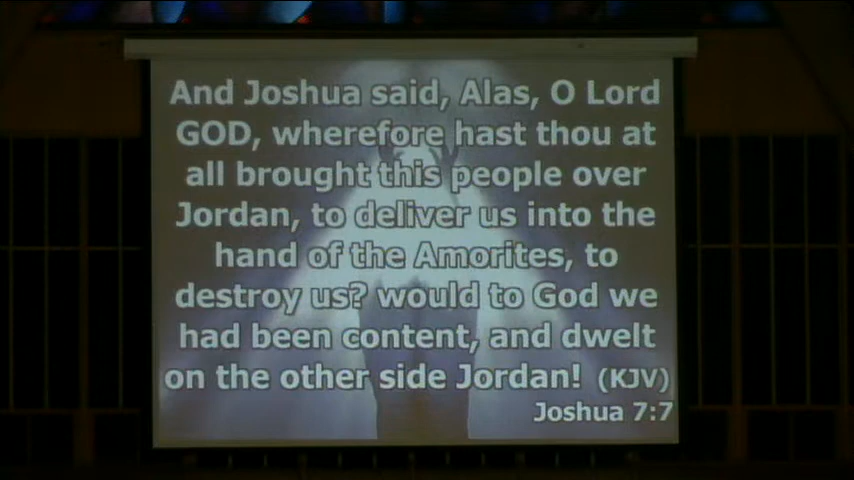 And Joshua said, Alas, O Lord
GOD, wherefore hast thou at
all brought this people over
Jordan, to deliver us into the
hand of the Amorites, to
destroy us? would to God we
had been content, and dwelt
on the other side Jordan! (KJV)
Joshua 7:7